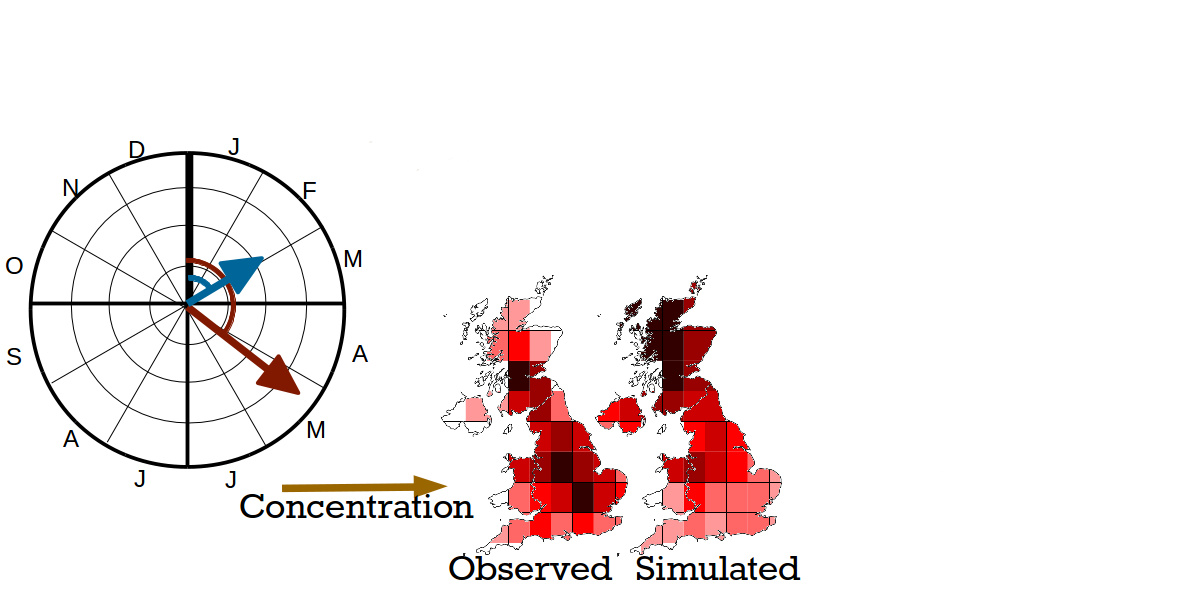 D
J
N
F
O
M
S
A
A
M
J
J
Concentration
Observed
Simulated